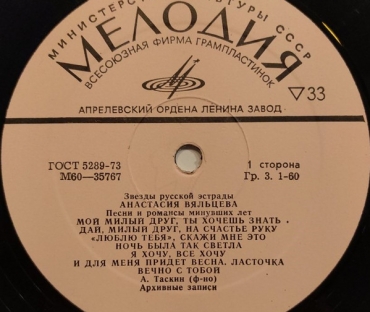 МИНИСТЕРСТВО КУЛЬТУРЫ СССР
МЕЛОДИЯ
ВСЕСОЮЗНАЯ ФИРМА ГРАМПЛАСТИНОК
▽33
АПРЕЛЕВСКИЙ ОРДЕНА ЛЕНИНА ЗАВОД
ГОСТ 5289-73
М60—35767
1 сторона
Гр. 3. 1-60
Звезды русской эстрады
АНАСТАСИЯ ВЯЛЬЦЕВА
Песни и романсы минувших лет
МОЙ МИЛЫЙ ДРУГ, ТЫ ХОЧЕШЬ ЗНАТЬ.
ДАЙ, МИЛЫЙ ДРУГ, НА СЧАСТЬЕ РУКУ
«ЛЮБЛЮ ТЕБЯ», СКАЖИ МНЕ ЭТО
НОЧЬ БЫЛА ТАК СВЕТЛА
Я ХОЧУ, ВСЕ ХОЧУ
И ДЛЯ МЕНЯ ПРИДЕТ ВЕСНА. ЛАСТОЧКА
ВЕЧНО С ТОБОЙ
А. Таскин (ф-но)
Архивные записи